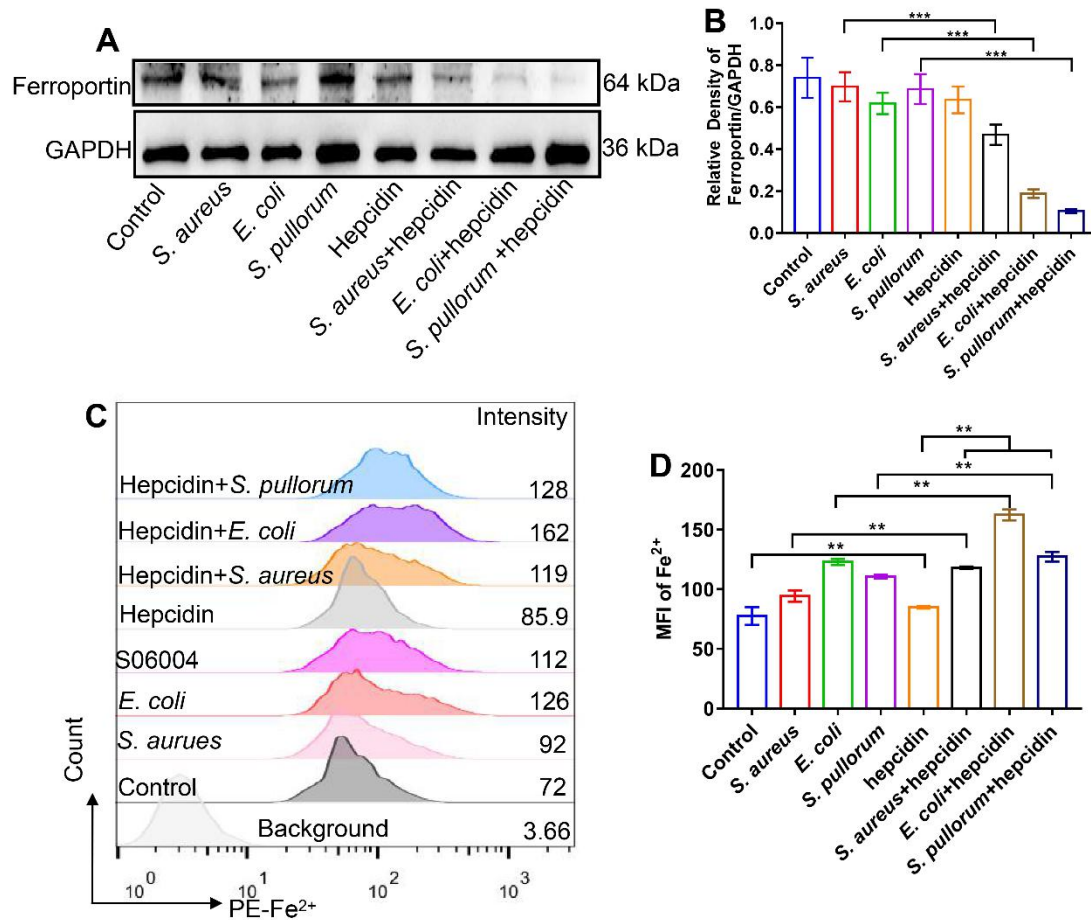 A
Ferroportin
64 kDa
GAPDH
36 kDa
Control
S. aureus
E. coli
S. pullorum
Hepcidin
S. aureus+hepcidin
E. coli+hepcidin
S. pullorum +hepcidin
B
Relative Density of
Ferroportin/GAPDH
1.0
0.8
0.6
0.4
0.2
0.0
***
***
***
Control
S. aureus
E. coli
S. pullorum
Hepcidin
S. aureus+hepcidin
E. coli+hepcidin
S. pullorum+hepcidin
C
Intensity
Hepcidin+S. pullorum 128
Hepcidin+E. coli 162
Hepcidin+S. aureus 119
Hepcidin 85.9
S06004 112
E. coli 126
S. aurues 92
Control 72
Background 3.66
Count
10⁰ 10¹ 10² 10³
PE-Fe²⁺
D
MFI of Fe²⁺
200
150
100
50
0
**
**
**
**
**
Control
S. aureus
E. coli
S. pullorum
hepcidin
S. aureus+hepcidin
E. coli+hepcidin
S. pullorum+hepcidin